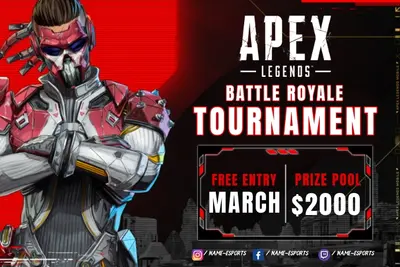 APEX
LEGENDS
BATTLE ROYALE
TOURNAMENT
FREE ENTRY
MARCH
PRIZE POOL
$2000
/NAME-ESPORTS /NAME-ESPORTS /NAME-ESPORTS